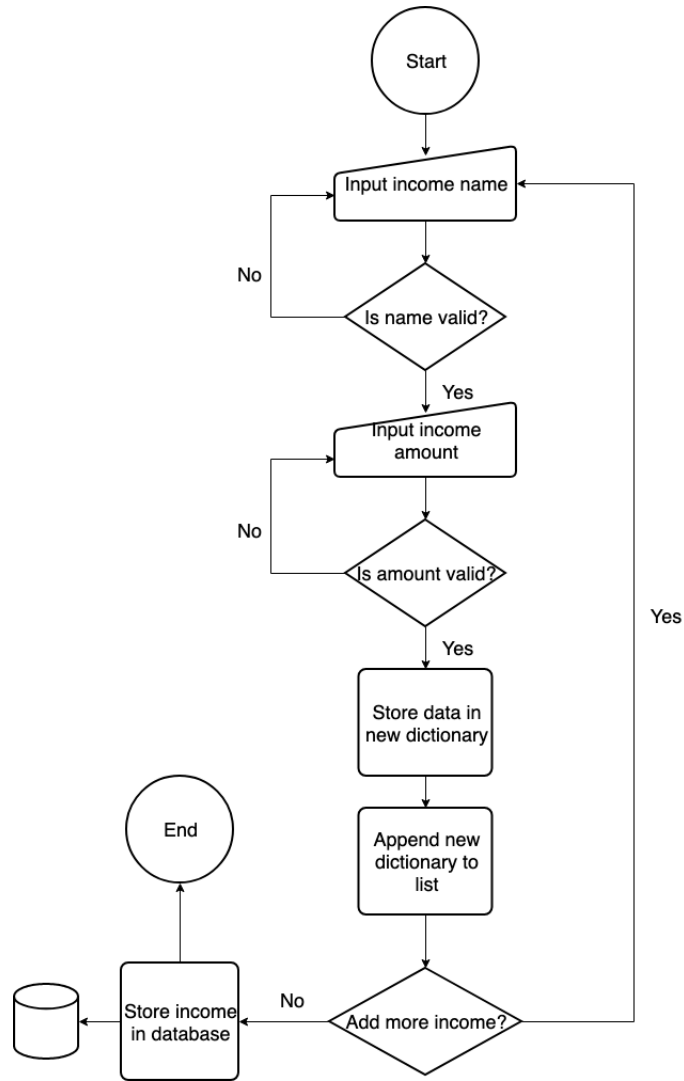 Start
Input income name
No
Is name valid?
Yes
Input income
amount
No
Is amount valid?
Yes
Yes
Store data in
new dictionary
End
Append new
dictionary to
list
No
Store income
in database
Add more income?